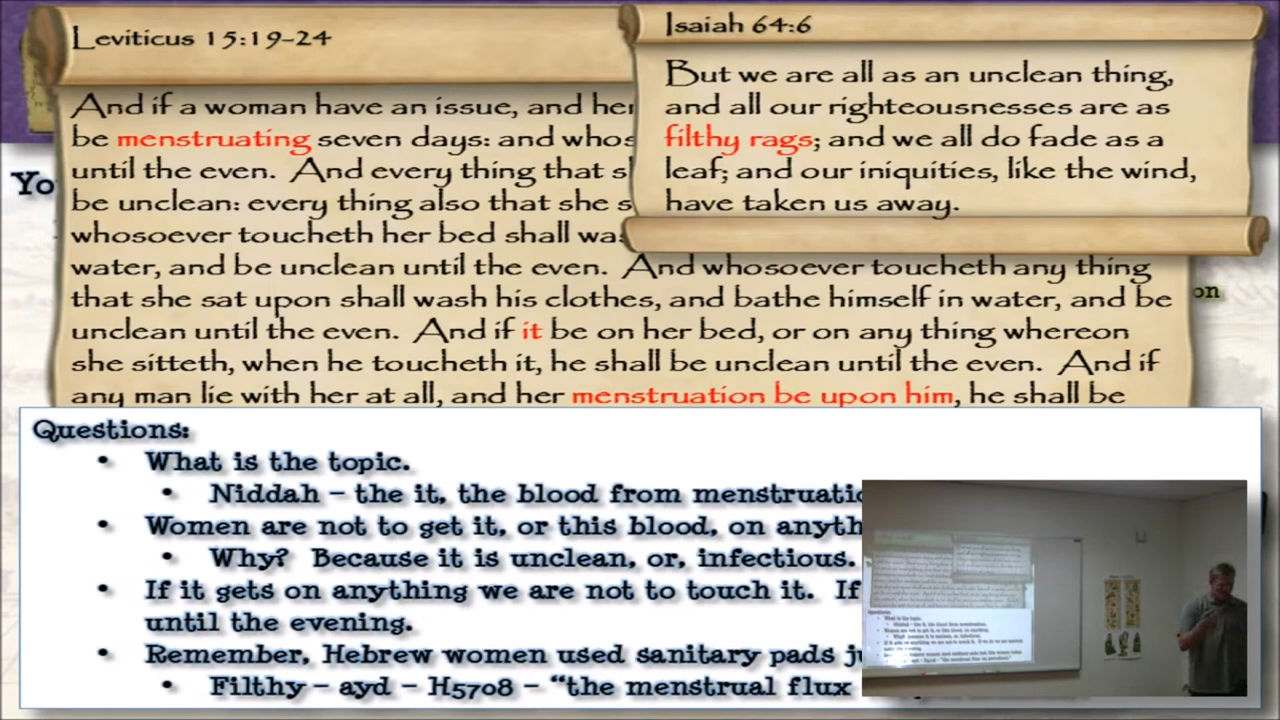 Leviticus 15:19-24
And if a woman have an issue, and her
be menstruating seven days: and whos
until the even. And every thing that s
be unclean: every thing also that she s
whosoever toucheth her bed shall was
water, and be unclean until the even. And whosoever toucheth any thing
that she sat upon shall wash his clothes, and bathe himself in water, and be
unclean until the even. And if it be on her bed, or on any thing whereon
she sitteth, when he toucheth it, he shall be unclean until the even. And if
any man lie with her at all, and her menstruation be upon him, he shall be
Isaiah 64:6
But we are all as an unclean thing,
and all our righteousnesses are as
filthy rags; and we all do fade as a
leaf; and our iniquities, like the wind,
have taken us away.
Yo
on
Questions:
• What is the topic.
• Niddah – the it, the blood from menstruatio
• Women are not to get it, or this blood, on anyth
• Why? Because it is unclean, or, infectious.
• If it gets on anything we are not to touch it. If
until the evening.
• Remember, Hebrew women used sanitary pads ju
• Filthy – ayd – H5708 – “the menstrual flux